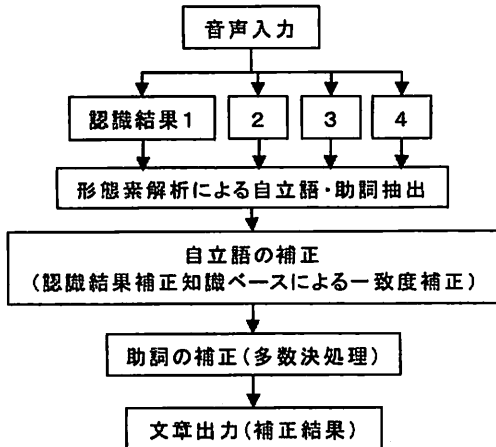 音声入力
認識結果1
2
3
4
形態素解析による自立語・助詞抽出
自立語の補正
(認識結果補正知識ベースによる一致度補正)
助詞の補正(多数決処理)
文章出力(補正結果)